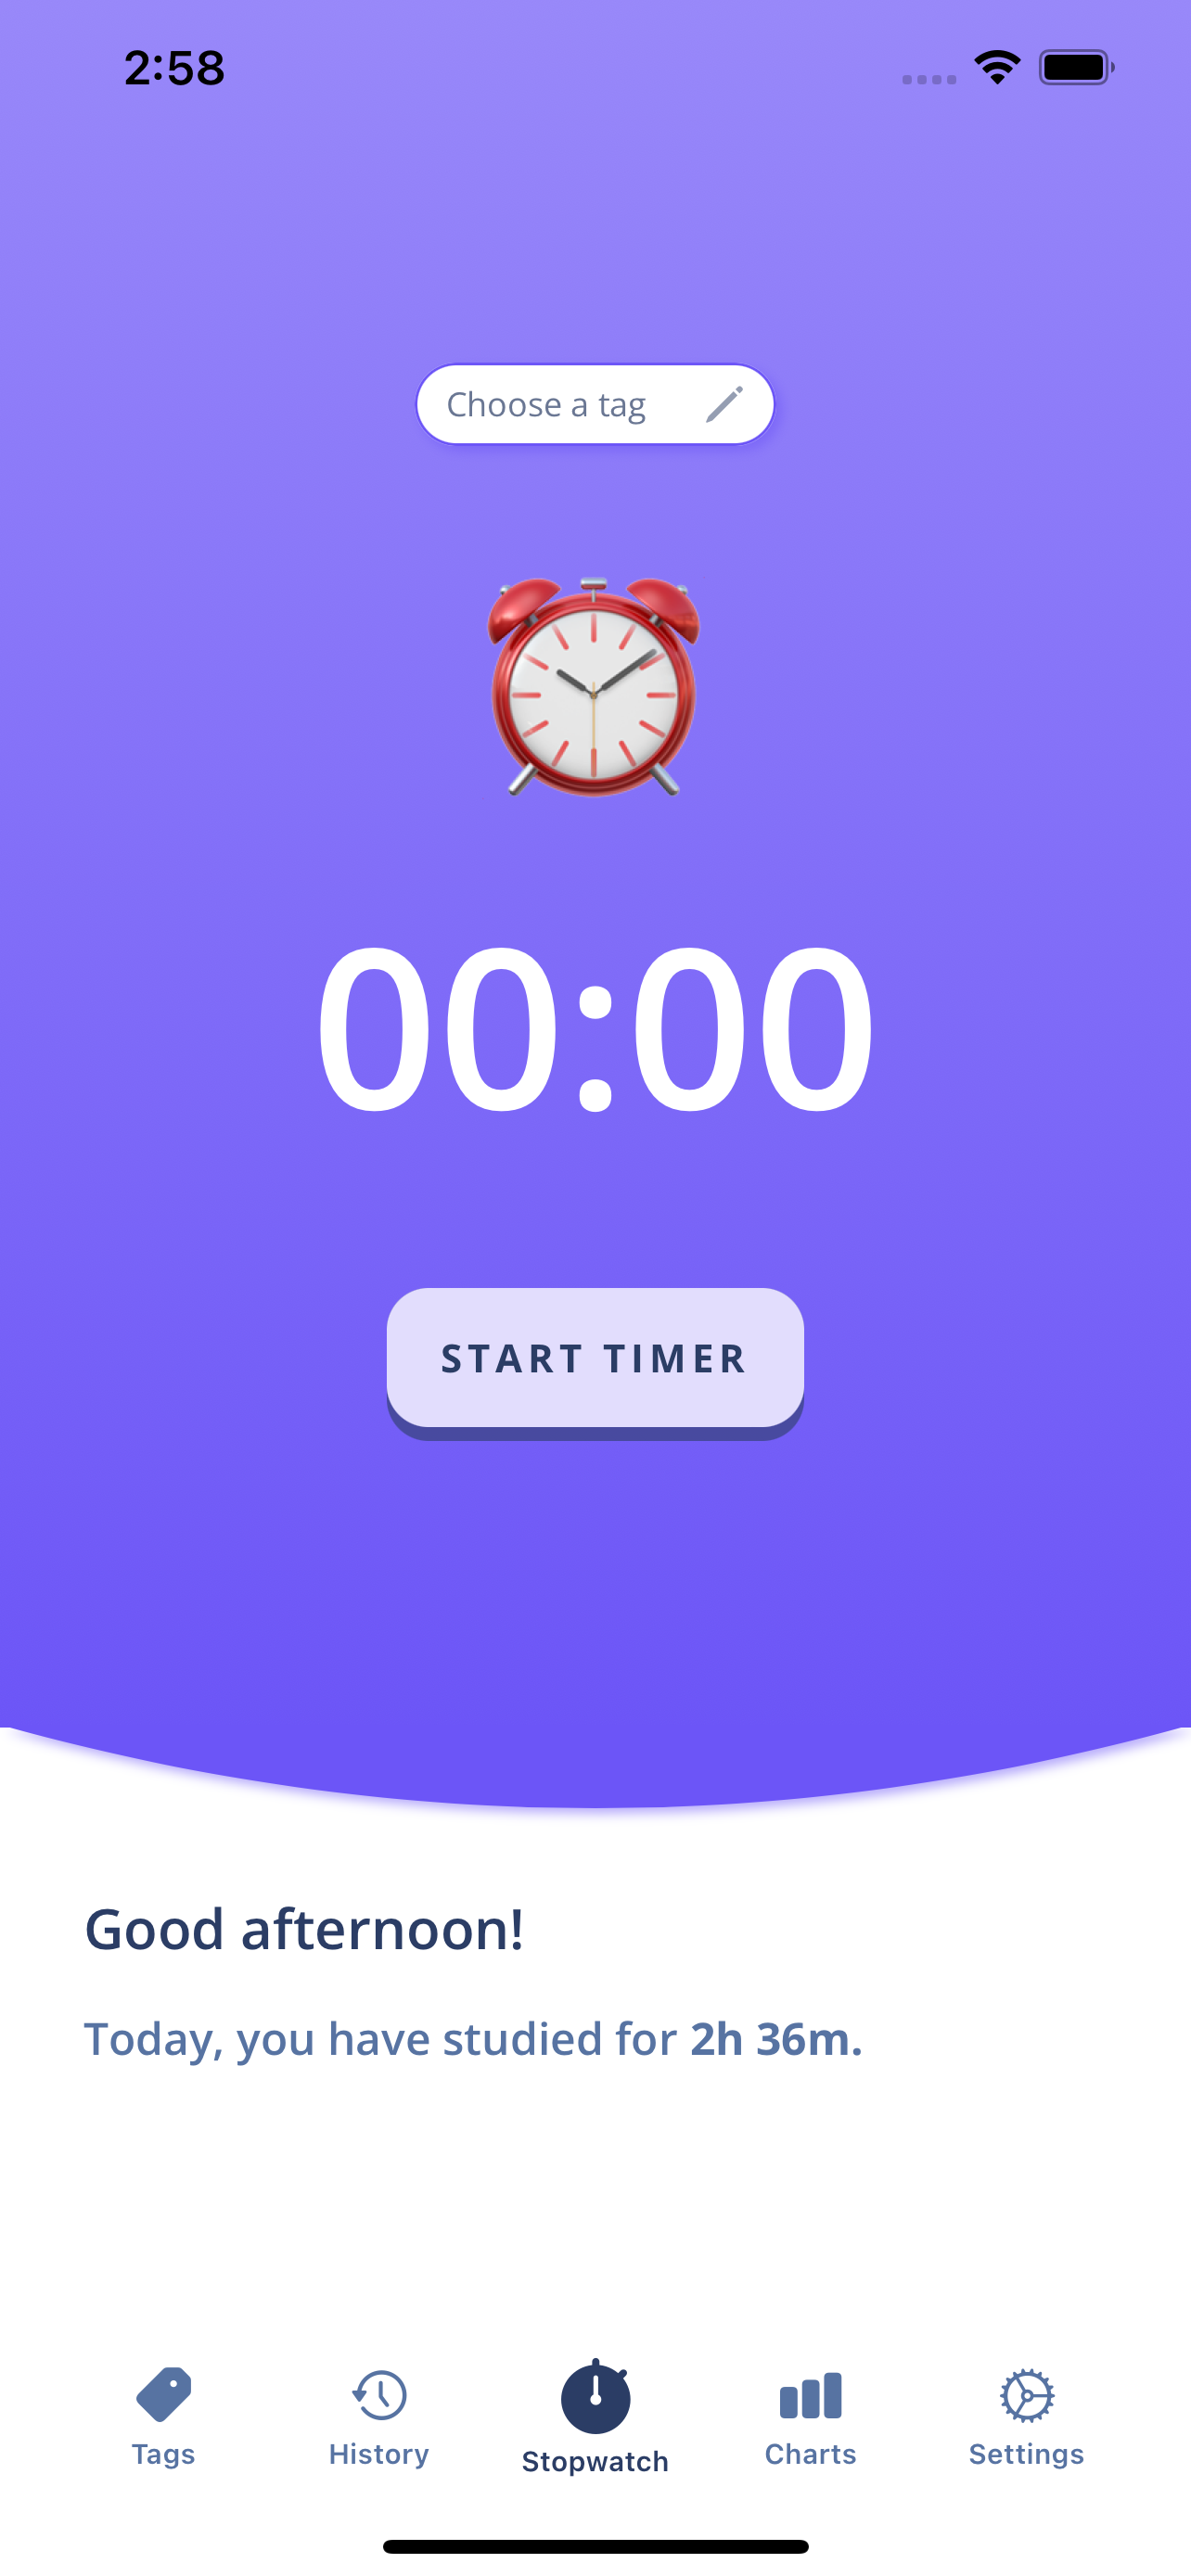 2:58
Choose a tag
00:00
START TIMER
Good afternoon!
Today, you have studied for 2h 36m.
Tags
History
Stopwatch
Charts
Settings